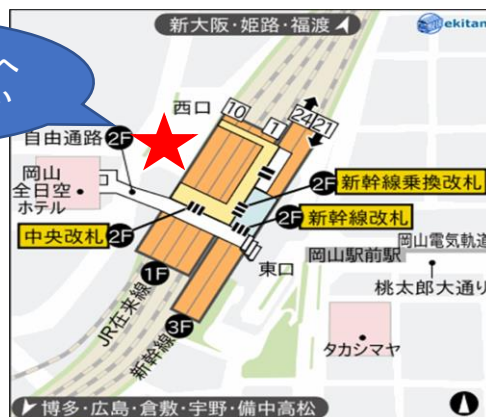 新大阪・姫路・福渡
ekitan
へ
西口
10
1
24
21
自由通路 2F
岡山
全日空
ホテル
2F 新幹線乗換改札
2F 新幹線改札
中央改札 2F
岡山電気軌道
岡山駅前駅
東口
桃太郎大通り
1F
JR在来線
3F
新幹線
タカシマヤ
博多・広島・倉敷・宇野・備中高松